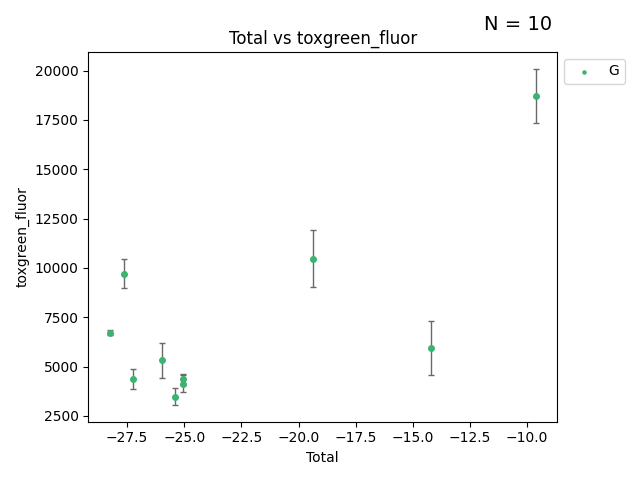 N = 10
Total vs toxgreen_fluor
G
toxgreen_fluor
20000
17500
15000
12500
10000
7500
5000
2500
−27.5 −25.0 −22.5 −20.0 −17.5 −15.0 −12.5 −10.0
Total